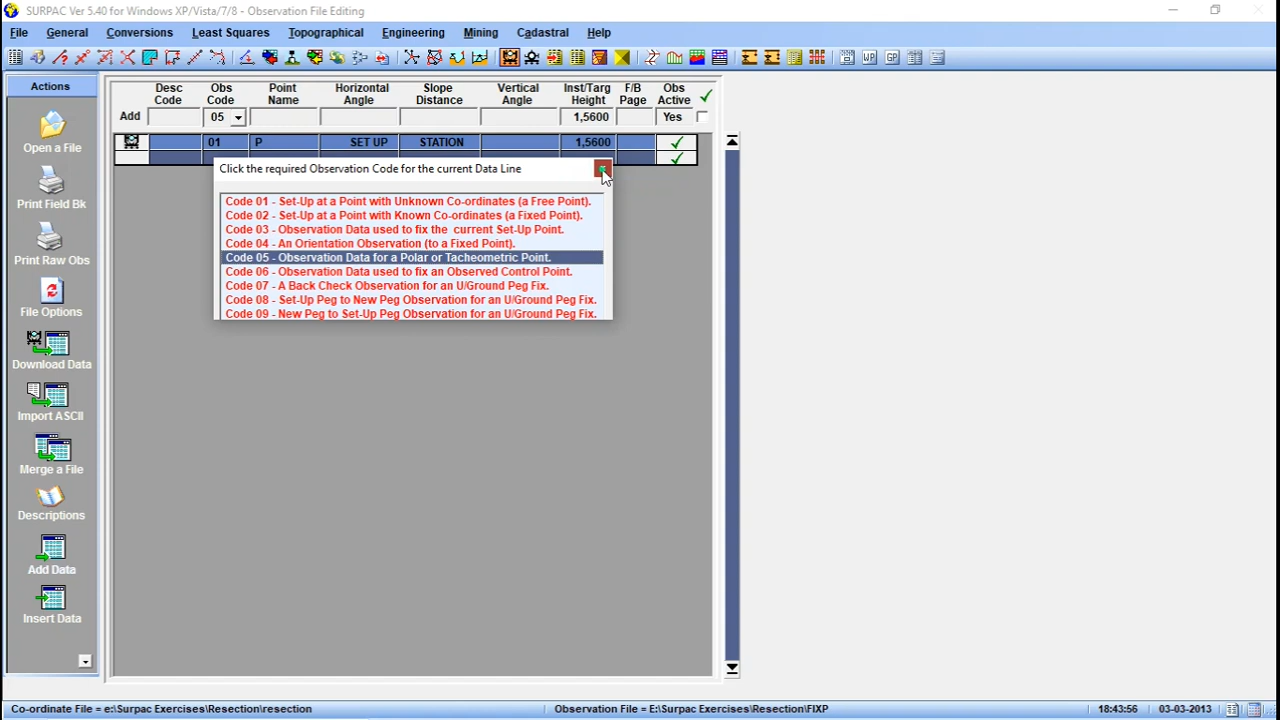 SURPAC Ver 5.40 for Windows XP/Vista/7/8 - Observation File Editing
File General Conversions Least Squares Topographical Engineering Mining Cadastral Help
WP GP
Actions
Open a File
Print Field Bk
Print Raw Obs
File Options
Download Data
Import ASCII
Merge a File
Descriptions
Add Data
Insert Data
Desc Obs Point Horizontal Slope Vertical Inst/Targ F/B Obs
Code Code Name Angle Distance Angle Height Page Active
Add 05 1,5600 Yes
01 P SET UP STATION 1,5600
Click the required Observation Code for the current Data Line
Code 01 - Set-Up at a Point with Unknown Co-ordinates (a Free Point).
Code 02 - Set-Up at a Point with Known Co-ordinates (a Fixed Point).
Code 03 - Observation Data used to fix the current Set-Up Point.
Code 04 - An Orientation Observation (to a Fixed Point).
Code 05 - Observation Data for a Polar or Tacheometric Point.
Code 06 - Observation Data used to fix an Observed Control Point.
Code 07 - A Back Check Observation for an U/Ground Peg Fix.
Code 08 - Set-Up Peg to New Peg Observation for an U/Ground Peg Fix.
Code 09 - New Peg to Set-Up Peg Observation for an U/Ground Peg Fix.
Co-ordinate File = e:\Surpac Exercises\Resection\resection Observation File = E:\Surpac Exercises\Resection\FIXP 18:43:56 03-03-2013